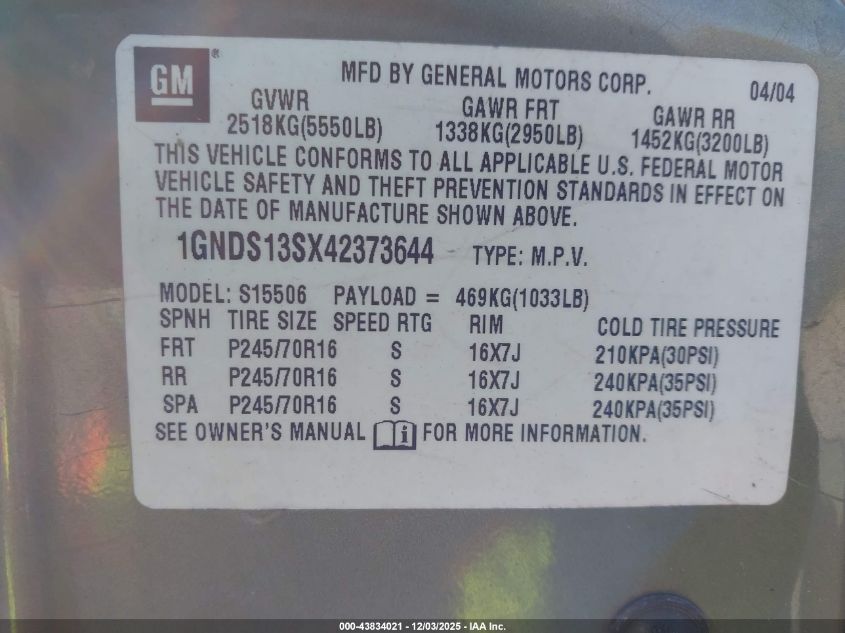 GM®
MFD BY GENERAL MOTORS CORP. 04/04
GVWR GAWR FRT GAWR RR
2518KG(5550LB) 1338KG(2950LB) 1452KG(3200LB)
THIS VEHICLE CONFORMS TO ALL APPLICABLE U.S. FEDERAL MOTOR
VEHICLE SAFETY AND THEFT PREVENTION STANDARDS IN EFFECT ON
THE DATE OF MANUFACTURE SHOWN ABOVE.
1GNDS13SX42373644 TYPE: M.P.V.
MODEL: S15506 PAYLOAD = 469KG(1033LB)
SPNH TIRE SIZE SPEED RTG RIM COLD TIRE PRESSURE
FRT P245/70R16 S 16X7J 210KPA(30PSI)
RR P245/70R16 S 16X7J 240KPA(35PSI)
SPA P245/70R16 S 16X7J 240KPA(35PSI)
SEE OWNER'S MANUAL i FOR MORE INFORMATION.
000-43834021 - 12/03/2025 - IAA Inc.